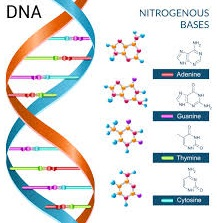 DNA
NITROGENOUS
BASES
Adenine
Guanine
Thymine
Cytosine